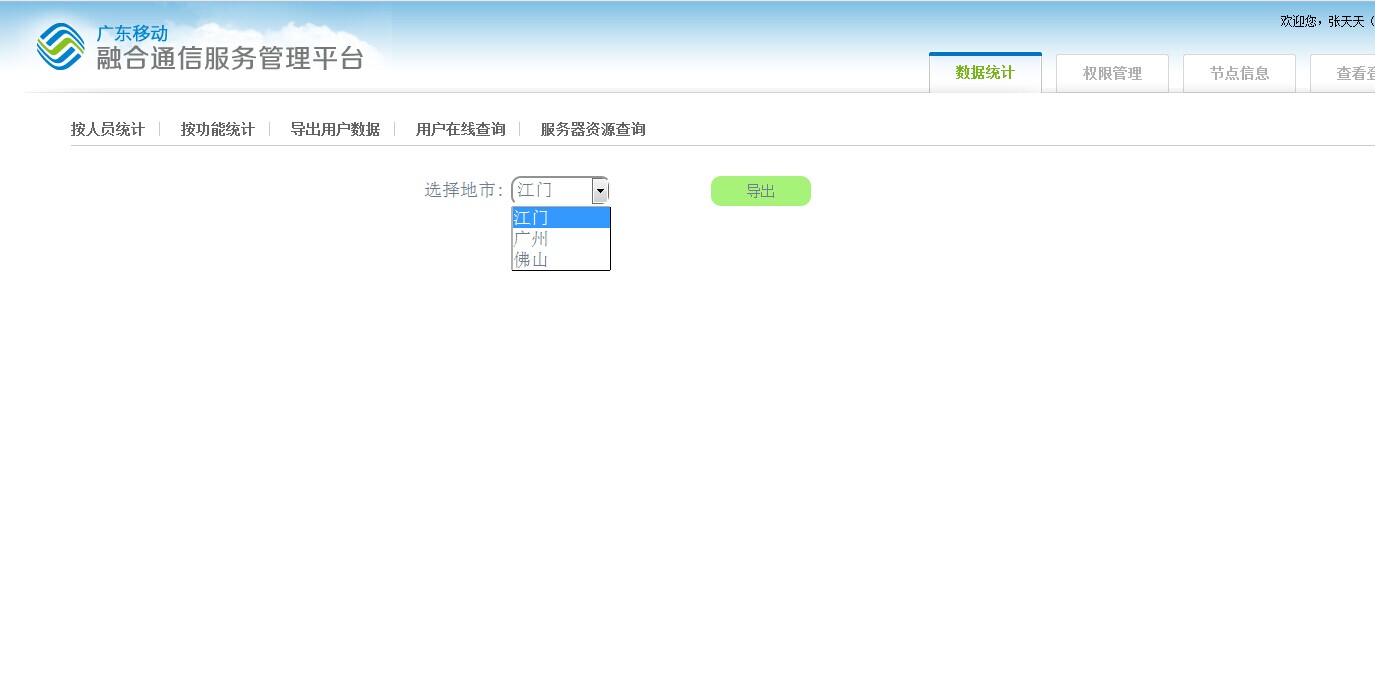 欢迎您，张天天（
广东移动
融合通信服务管理平台
数据统计 权限管理 节点信息 查看
按人员统计 按功能统计 导出用户数据 用户在线查询 服务器资源查询
选择地市： 江门 导出
江门
广州
佛山